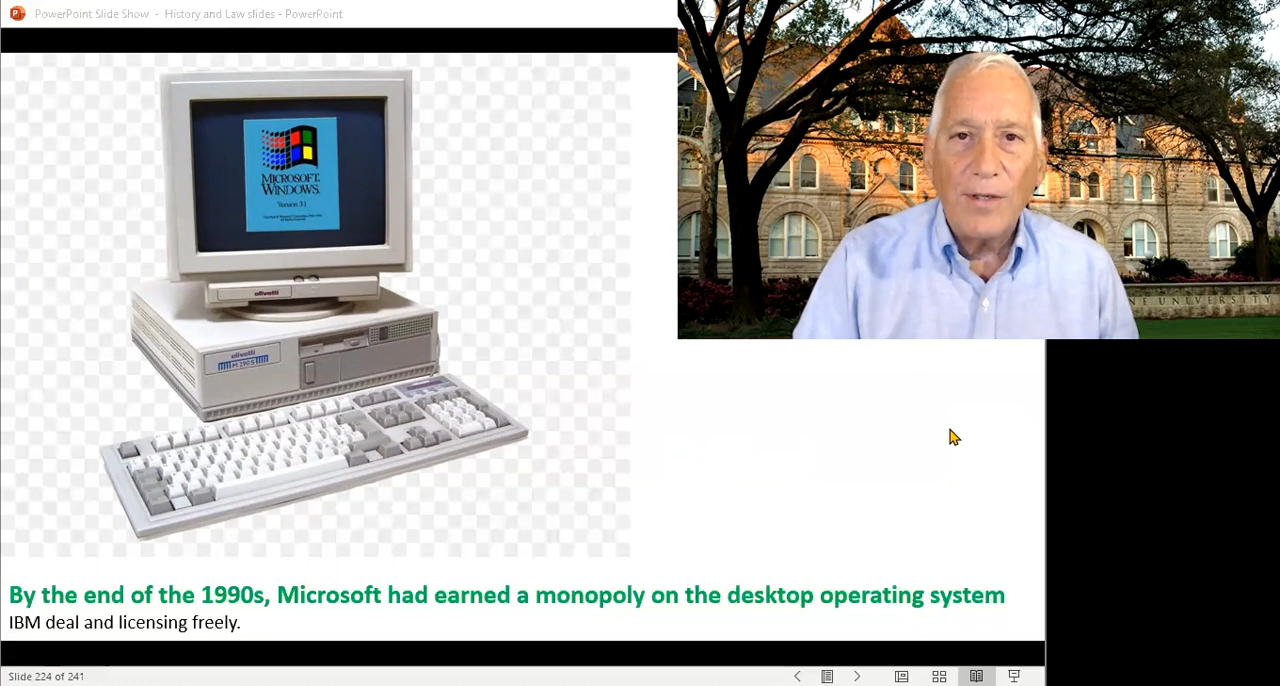 PowerPoint Slide Show - History and Law slides - PowerPoint
MICROSOFT®
WINDOWS™
Version 3.1
olivetti
olivetti
M 290 S
NE UNIVERSITY
By the end of the 1990s, Microsoft had earned a monopoly on the desktop operating system
IBM deal and licensing freely.
Slide 224 of 241